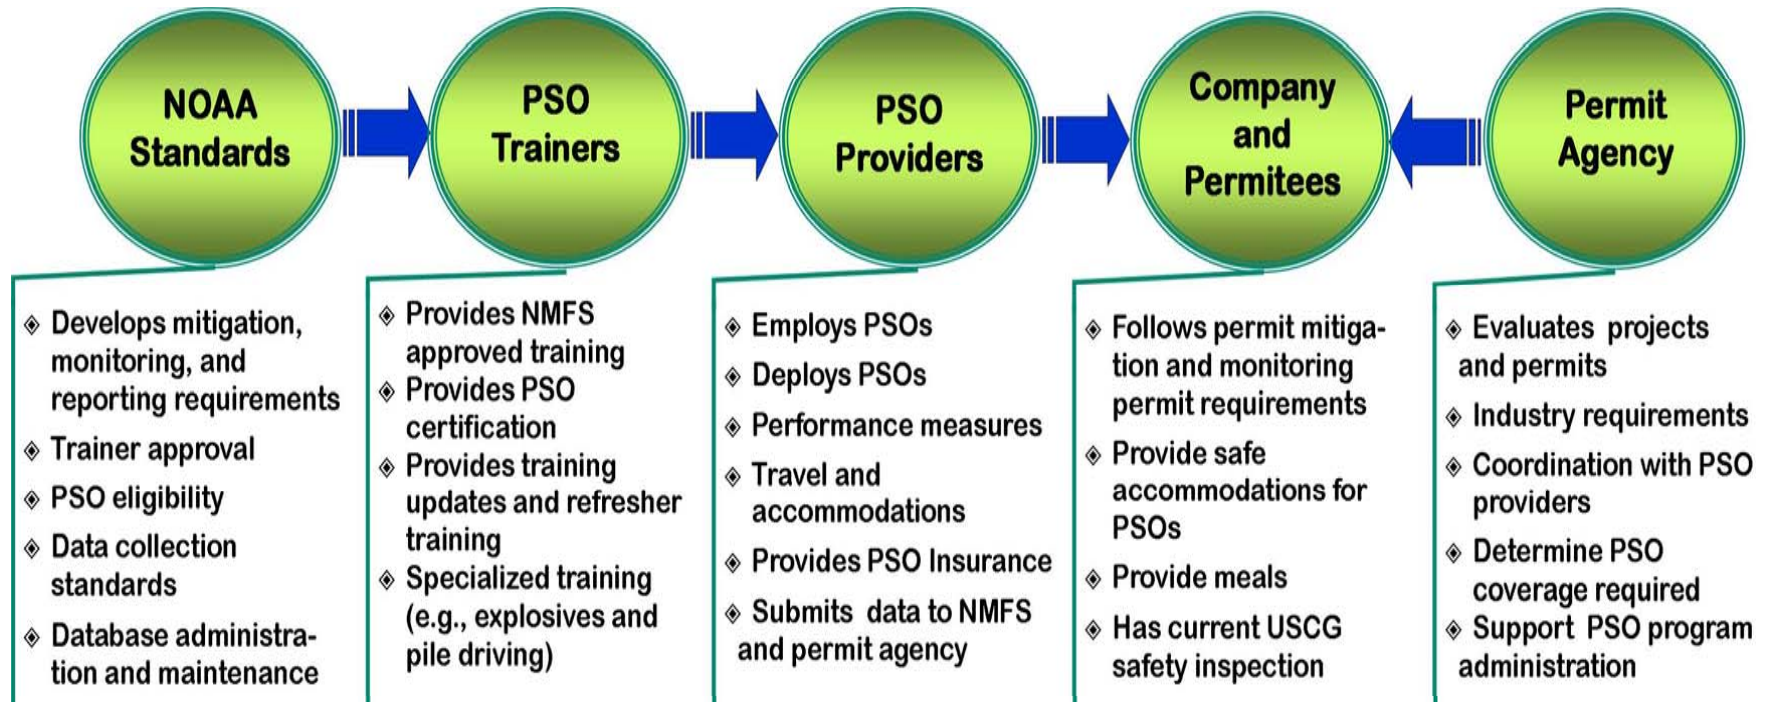 NOAA
Standards
PSO
Trainers
PSO
Providers
Company
and
Permitees
Permit
Agency
Develops mitigation,
monitoring, and
reporting requirements
Trainer approval
PSO eligibility
Data collection
standards
Database administra-
tion and maintenance
Provides NMFS
approved training
Provides PSO
certification
Provides training
updates and refresher
training
Specialized training
(e.g., explosives and
pile driving)
Employs PSOs
Deploys PSOs
Performance measures
Travel and
accommodations
Provides PSO Insurance
Submits data to NMFS
and permit agency
Follows permit mitiga-
tion and monitoring
permit requirements
Provide safe
accommodations for
PSOs
Provide meals
Has current USCG
safety inspection
Evaluates projects
and permits
Industry requirements
Coordination with PSO
providers
Determine PSO
coverage required
Support PSO program
administration